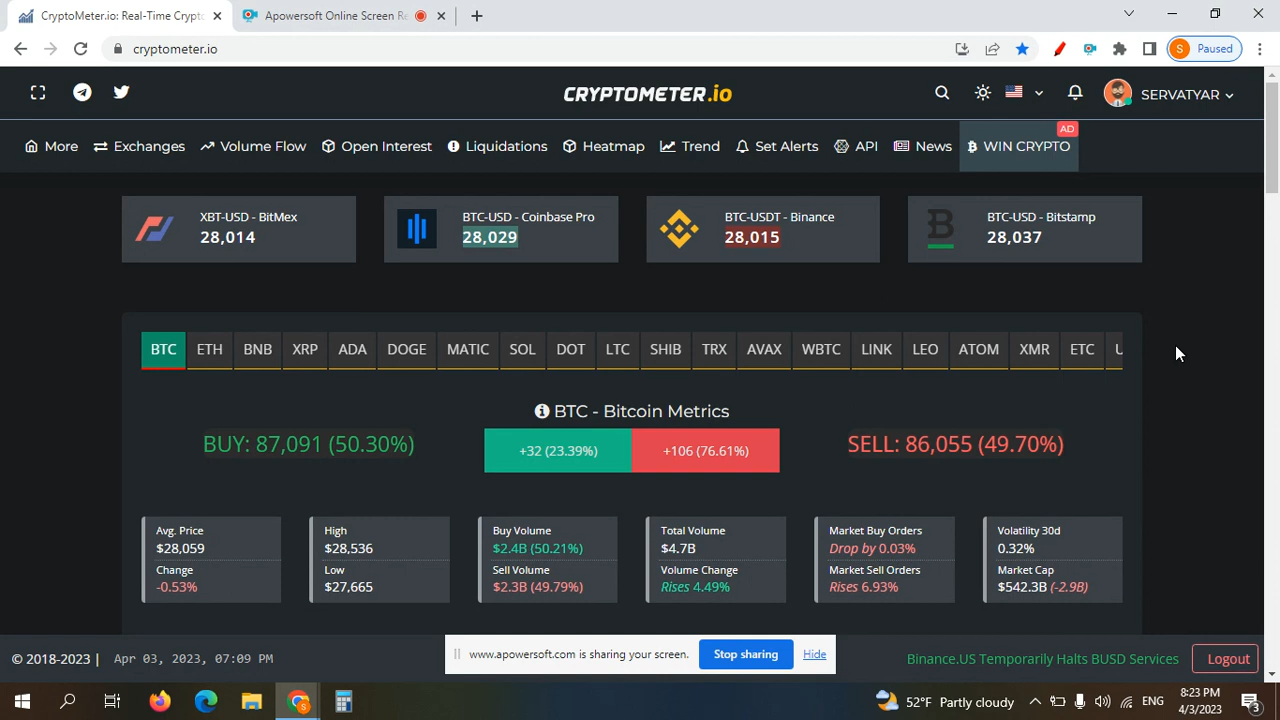 CryptoMeter.io: Real-Time Crypto
Apowersoft Online Screen Re
cryptometer.io
S Paused
CRYPTOMETER.io
SERVATYAR
More
Exchanges
Volume Flow
Open Interest
Liquidations
Heatmap
Trend
Set Alerts
API
News
AD
WIN CRYPTO
XBT-USD - BitMex
28,014
BTC-USD - Coinbase Pro
28,029
BTC-USDT - Binance
28,015
BTC-USD - Bitstamp
28,037
BTC ETH BNB XRP ADA DOGE MATIC SOL DOT LTC SHIB TRX AVAX WBTC LINK LEO ATOM XMR ETC
BTC - Bitcoin Metrics
BUY: 87,091 (50.30%)
+32 (23.39%)
+106 (76.61%)
SELL: 86,055 (49.70%)
Avg. Price
$28,059
Change
-0.53%
High
$28,536
Low
$27,665
Buy Volume
$2.4B (50.21%)
Sell Volume
$2.3B (49.79%)
Total Volume
$4.7B
Volume Change
Rises 4.49%
Market Buy Orders
Drop by 0.03%
Market Sell Orders
Rises 6.93%
Volatility 30d
0.32%
Market Cap
$542.3B (-2.9B)
© 2018-2023 | Apr 03, 2023, 07:09 PM
www.apowersoft.com is sharing your screen.
Stop sharing
Hide
Binance.US Temporarily Halts BUSD Services
Logout
S
52°F Partly cloudy
ENG
8:23 PM
4/3/2023
3